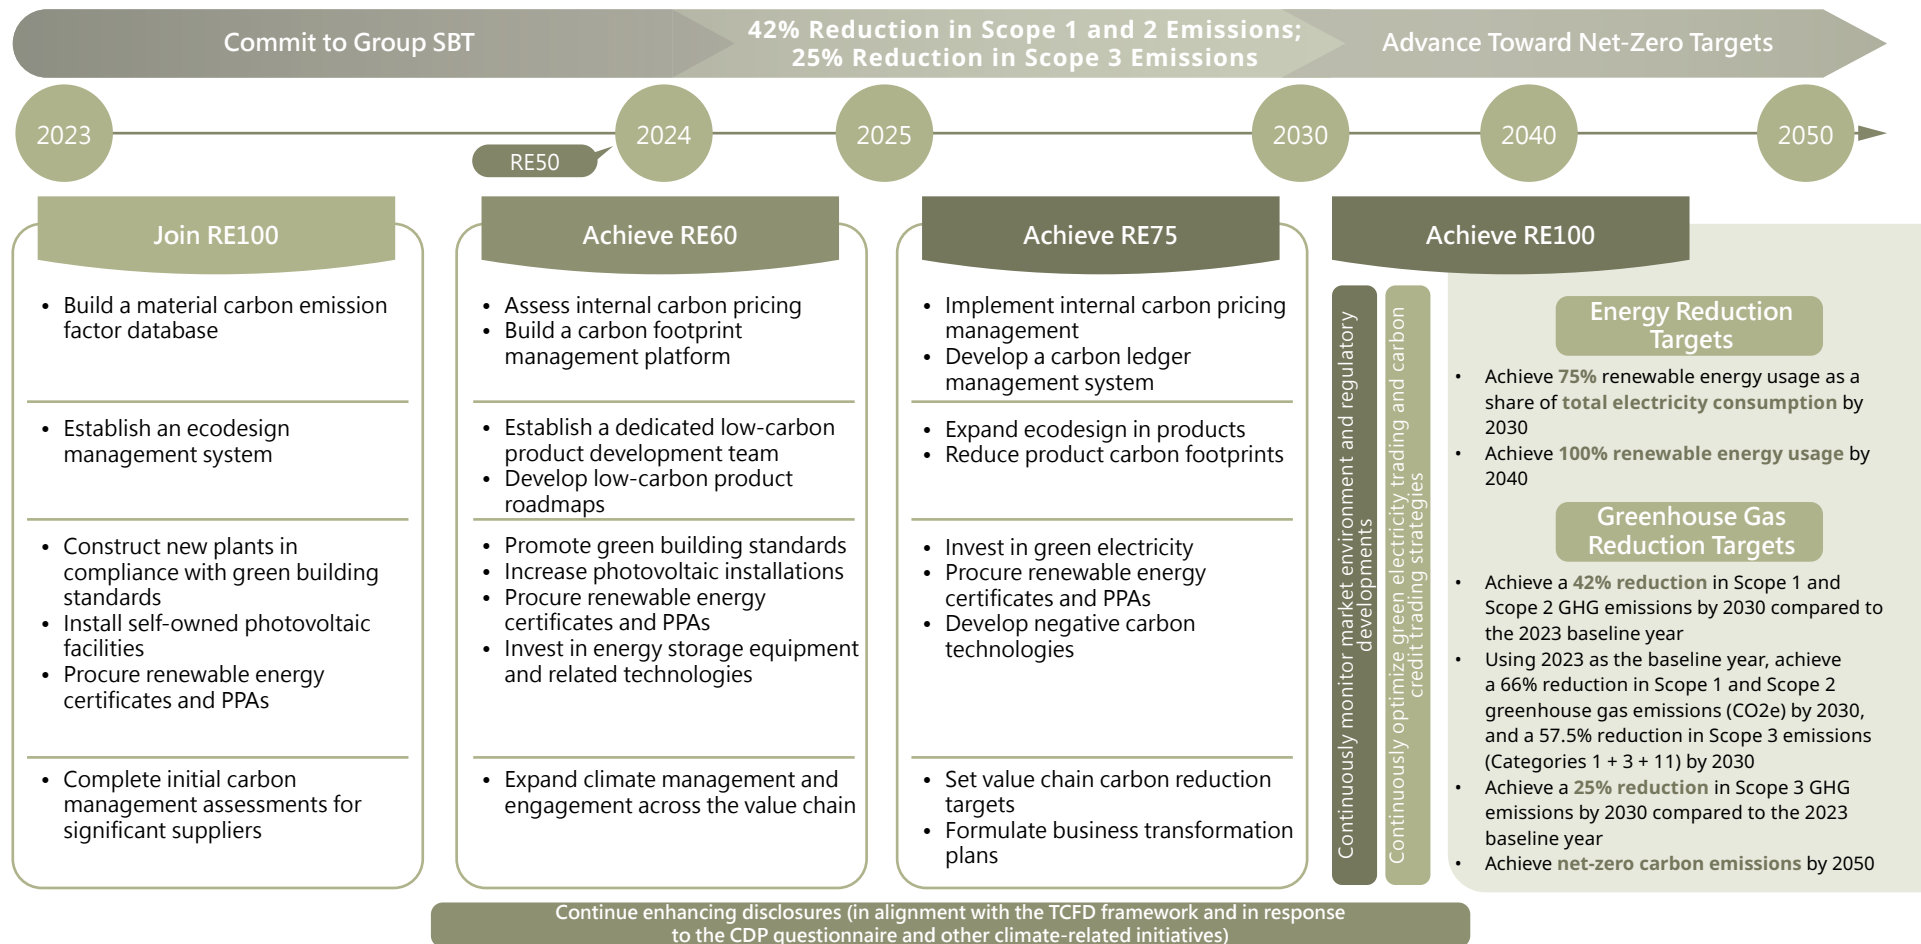 Commit to Group SBT
42% Reduction in Scope 1 and 2 Emissions;
25% Reduction in Scope 3 Emissions
Advance Toward Net-Zero Targets
2023
RE50
2024
2025
2030
2040
2050
Join RE100
• Build a material carbon emission
factor database
• Establish an ecodesign
management system
• Construct new plants in
compliance with green building
standards
• Install self-owned photovoltaic
facilities
• Procure renewable energy
certificates and PPAs
• Complete initial carbon
management assessments for
significant suppliers
Achieve RE60
• Assess internal carbon pricing
• Build a carbon footprint
management platform
• Establish a dedicated low-carbon
product development team
• Develop low-carbon product
roadmaps
• Promote green building standards
• Increase photovoltaic installations
• Procure renewable energy
certificates and PPAs
• Invest in energy storage equipment
and related technologies
• Expand climate management and
engagement across the value chain
Achieve RE75
• Implement internal carbon pricing
management
• Develop a carbon ledger
management system
• Expand ecodesign in products
• Reduce product carbon footprints
• Invest in green electricity
• Procure renewable energy
certificates and PPAs
• Develop negative carbon
technologies
• Set value chain carbon reduction
targets
• Formulate business transformation
plans
Achieve RE100
Continuously monitor market environment and regulatory
developments
Continuously optimize green electricity trading and carbon
credit trading strategies
Energy Reduction
Targets
• Achieve 75% renewable energy usage as a
share of total electricity consumption by
2030
• Achieve 100% renewable energy usage by
2040
Greenhouse Gas
Reduction Targets
• Achieve a 42% reduction in Scope 1 and
Scope 2 GHG emissions by 2030 compared to
the 2023 baseline year
• Using 2023 as the baseline year, achieve
a 66% reduction in Scope 1 and Scope 2
greenhouse gas emissions (CO2e) by 2030,
and a 57.5% reduction in Scope 3 emissions
(Categories 1 + 3 + 11) by 2030
• Achieve a 25% reduction in Scope 3 GHG
emissions by 2030 compared to the 2023
baseline year
• Achieve net-zero carbon emissions by 2050
Continue enhancing disclosures (in alignment with the TCFD framework and in response
to the CDP questionnaire and other climate-related initiatives)